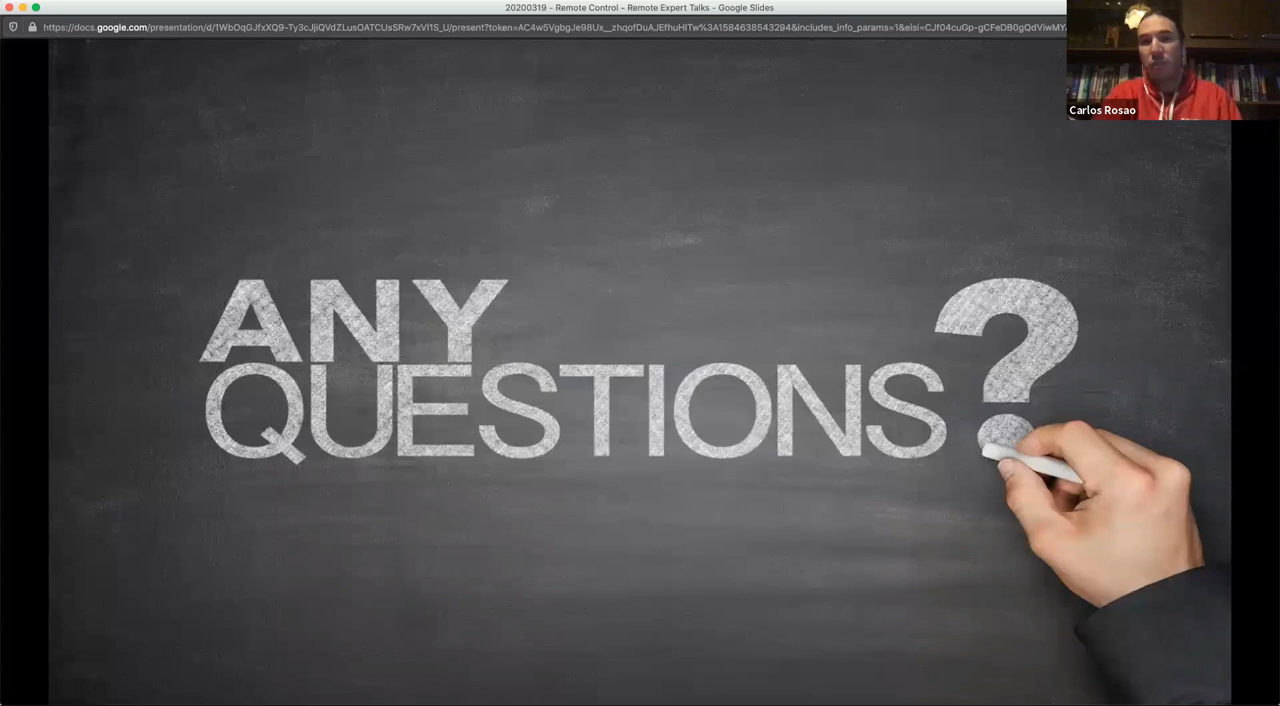 20200319 - Remote Control - Remote Expert Talks - Google Slides
Carlos Rosao
ANY
QUESTIONS?